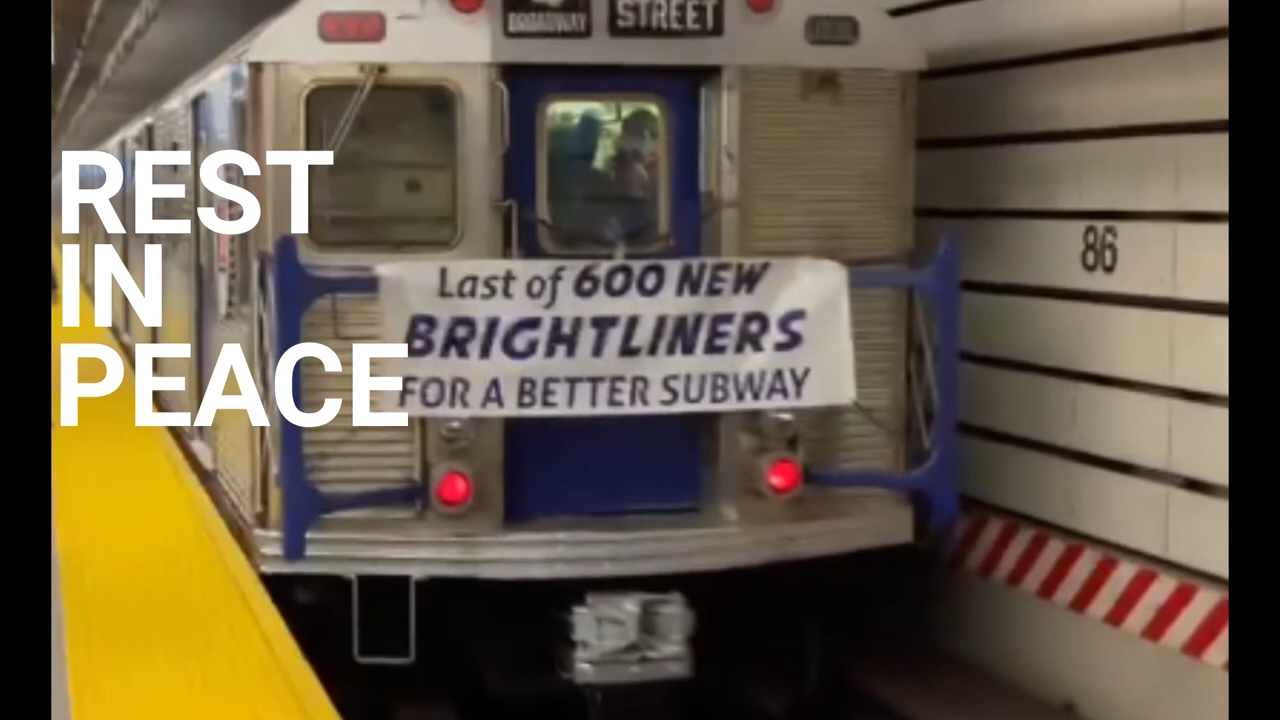 BROADWAY
STREET
REST
IN
PEACE
Last of 600 NEW
BRIGHTLINERS
FOR A BETTER SUBWAY
86